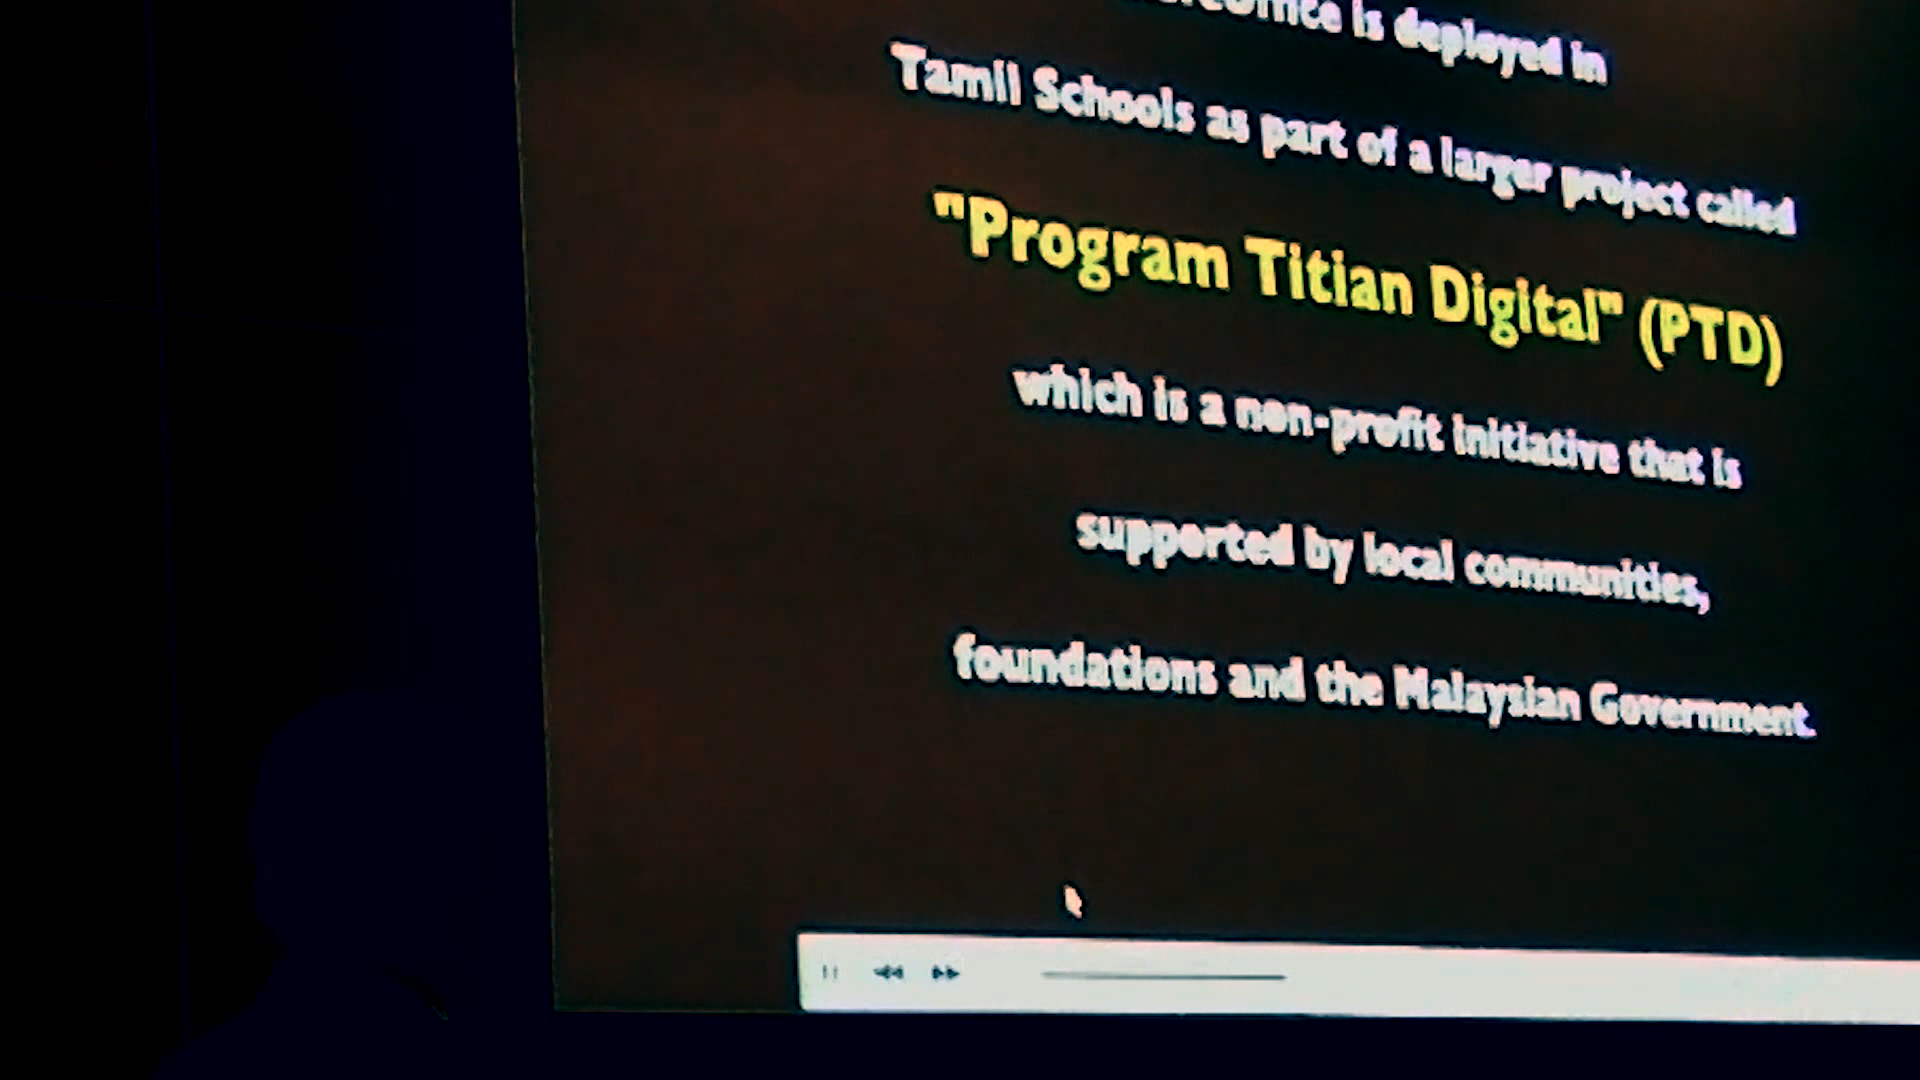 is deployed in
Tamil Schools as part of a larger project called
"Program Titian Digital" (PTD)
which is a non-profit initiative that is
supported by local communities,
foundations and the Malaysian Government.